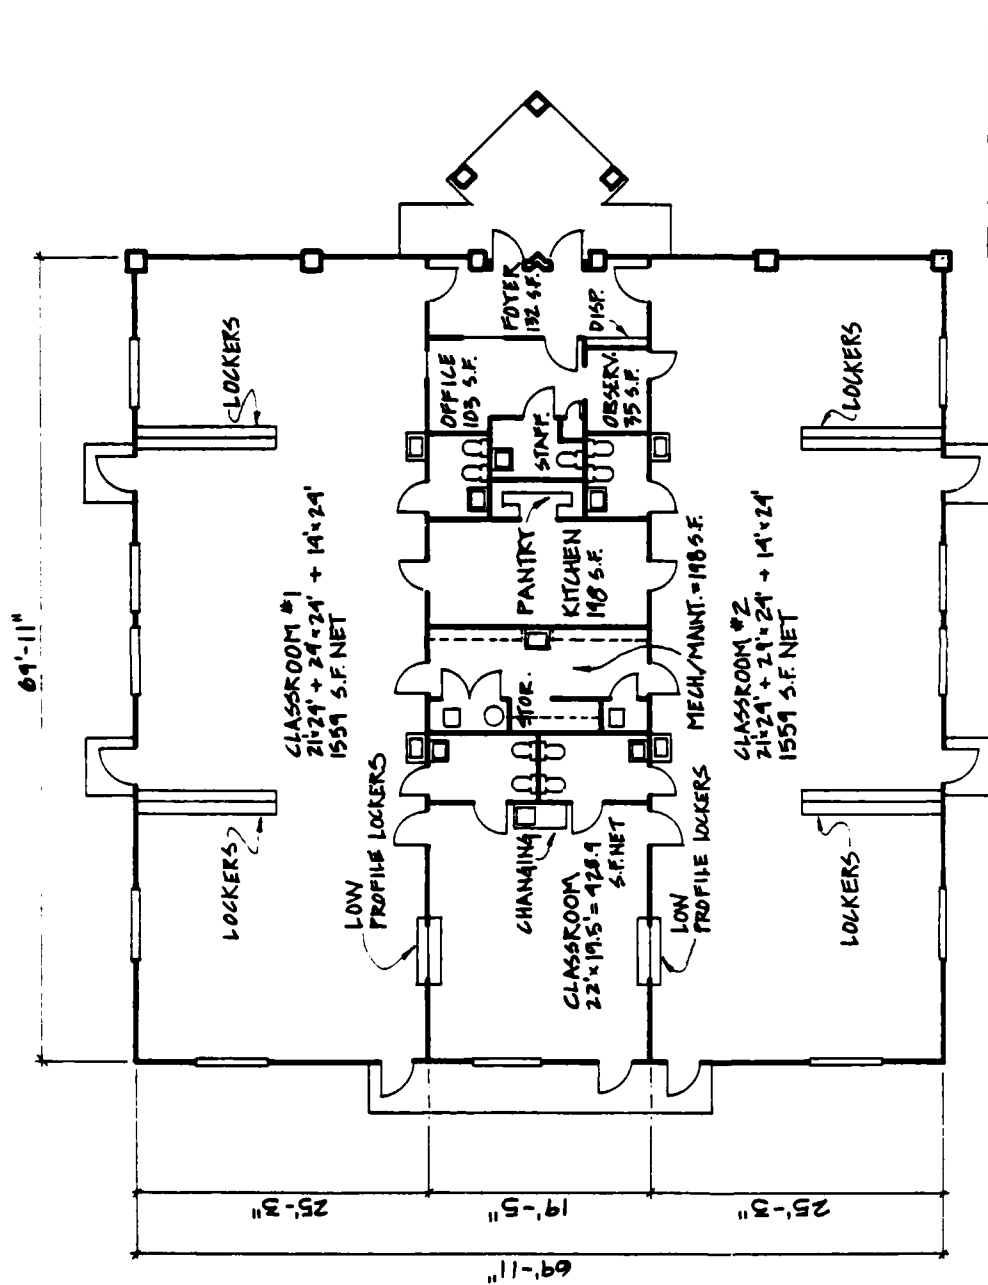 69'-11"
LOCKERS
LOCKERS
CLASSROOM #1
21'x24' + 29'x29' + 14'x24'
1559 S.F. NET
LOW
PROFILE LOCKERS
OFFICE
103 S.F.
FOYER
132 S.F.
DISP.
OBSERV.
35 S.F.
STAFF.
PANTRY
KITCHEN
198 S.F.
STOR.
MECH/MAINT. = 198 S.F.
CHANGING
CLASSROOM
22'x19.5' = 428.9
S.F. NET
LOW
PROFILE LOCKERS
LOCKERS
LOCKERS
CLASSROOM #2
21'x24' + 29'x24' + 14'x24'
1559 S.F. NET
25'-3"
19'-5"
25'-3"
69'-11"